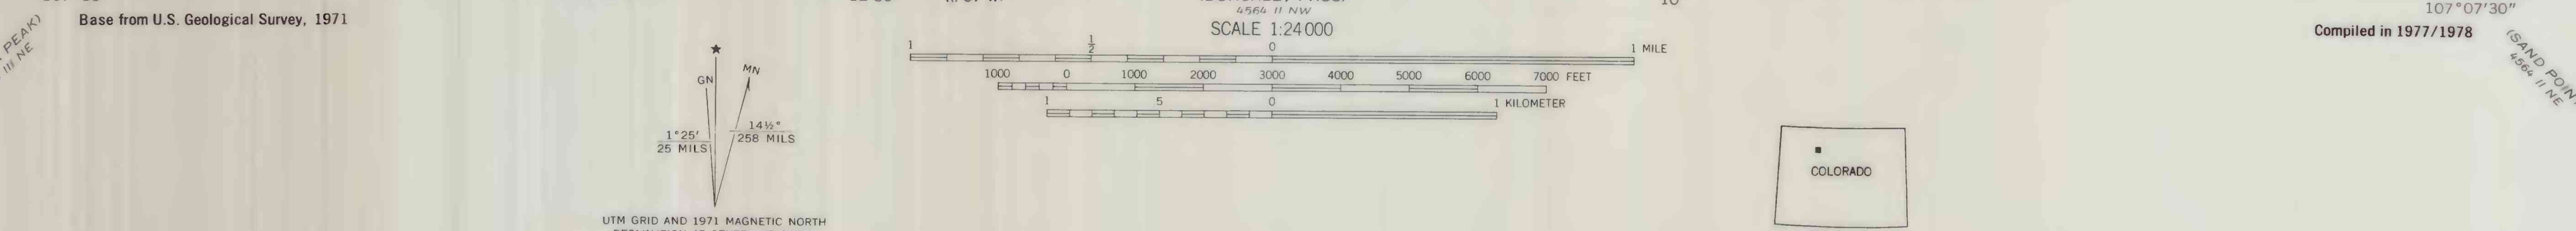 107°07'30"
Base from U.S. Geological Survey, 1971
4564 II NW
SCALE 1:24 000
Compiled in 1977/1978
PEAK)
III NE
(SAND POIN
4564 II NE
1 ½ 0 1 MILE
1000 0 1000 2000 3000 4000 5000 6000 7000 FEET
1 5 0 1 KILOMETER
GN
MN
1°25'
25 MILS
14½°
258 MILS
UTM GRID AND 1971 MAGNETIC NORTH
COLORADO